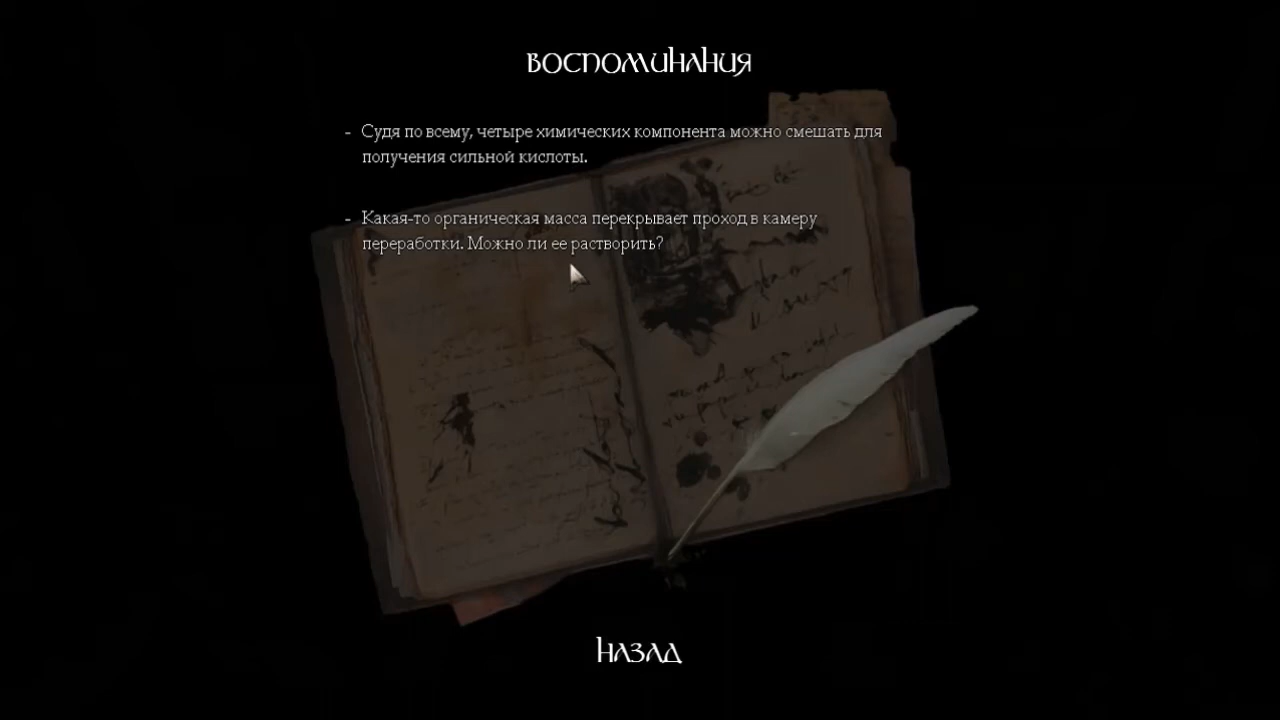 Воспоминания
- Судя по всему, четыре химических компонента можно смешать для
получения сильной кислоты.
- Какая-то органическая масса перекрывает проход в камеру
переработки. Можно ли ее растворить?
Назад